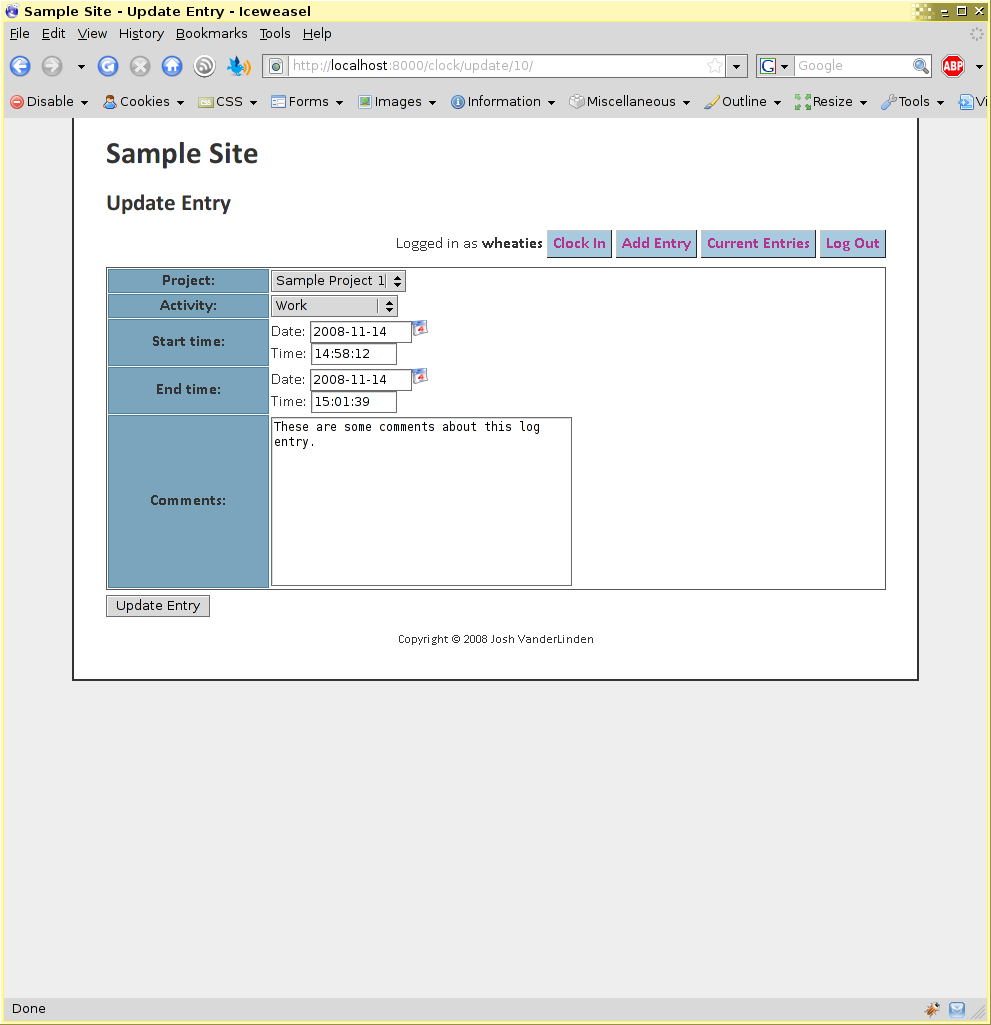 Sample Site - Update Entry - Iceweasel
File Edit View History Bookmarks Tools Help
http://localhost:8000/clock/update/10/ G Google ABP
Disable Cookies CSS Forms Images Information Miscellaneous Outline Resize Tools Vi
Sample Site
Update Entry
Logged in as wheaties Clock In Add Entry Current Entries Log Out
Project: Sample Project 1
Activity: Work
Start time: Date: 2008-11-14
Time: 14:58:12
End time: Date: 2008-11-14
Time: 15:01:39
Comments: These are some comments about this log
entry.
Update Entry
Copyright © 2008 Josh VanderLinden
Done